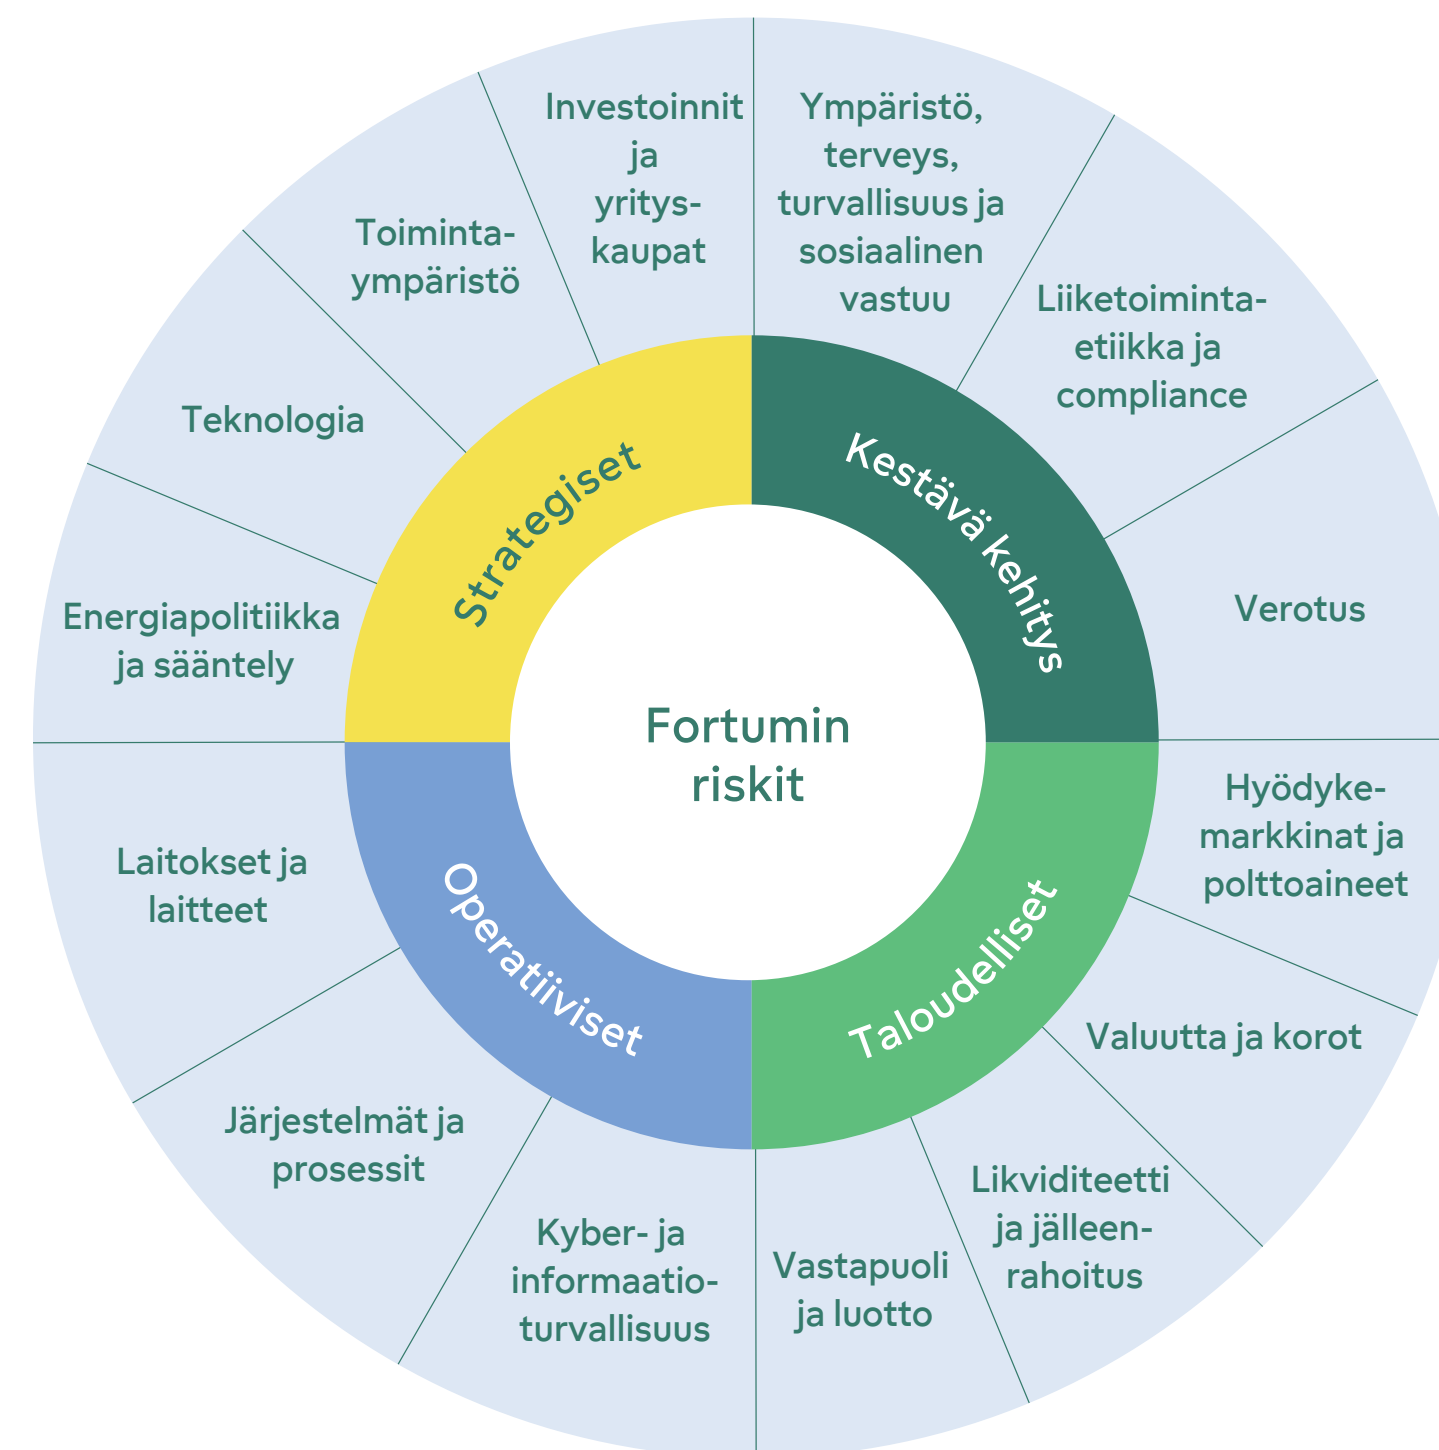 Fortumin
riskit
Strategiset
Energiapolitiikka
ja sääntely
Teknologia
Toiminta-
ympäristö
Investoinnit
ja
yritys-
kaupat
Kestävä kehitys
Ympäristö,
terveys,
turvallisuus ja
sosiaalinen
vastuu
Liiketoiminta-
etiikka ja
compliance
Verotus
Taloudelliset
Hyödyke-
markkinat ja
polttoaineet
Valuutta ja korot
Likviditeetti
ja jälleen-
rahoitus
Vastapuoli
ja luotto
Operatiiviset
Kyber- ja
informaatio-
turvallisuus
Järjestelmät ja
prosessit
Laitokset ja
laitteet